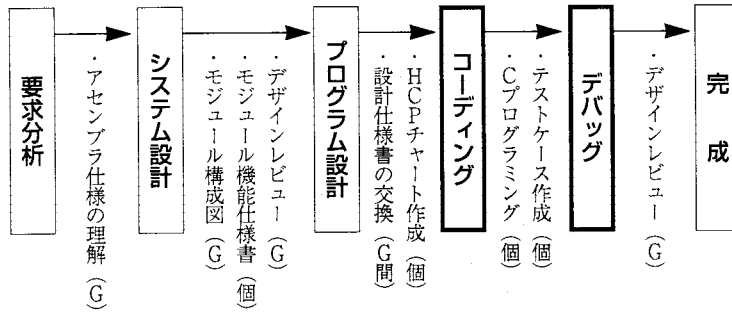 要求分析
・アセンブラ仕様の理解（G）
システム設計
・デザインレビュー（G）
・モジュール機能仕様書（個）
・モジュール構成図（G）
プログラム設計
・HCPチャート作成（個）
・設計仕様書の交換（G間）
コーディング
・テストケース作成（個）
・Cプログラミング（個）
デバッグ
・デザインレビュー（G）
完成